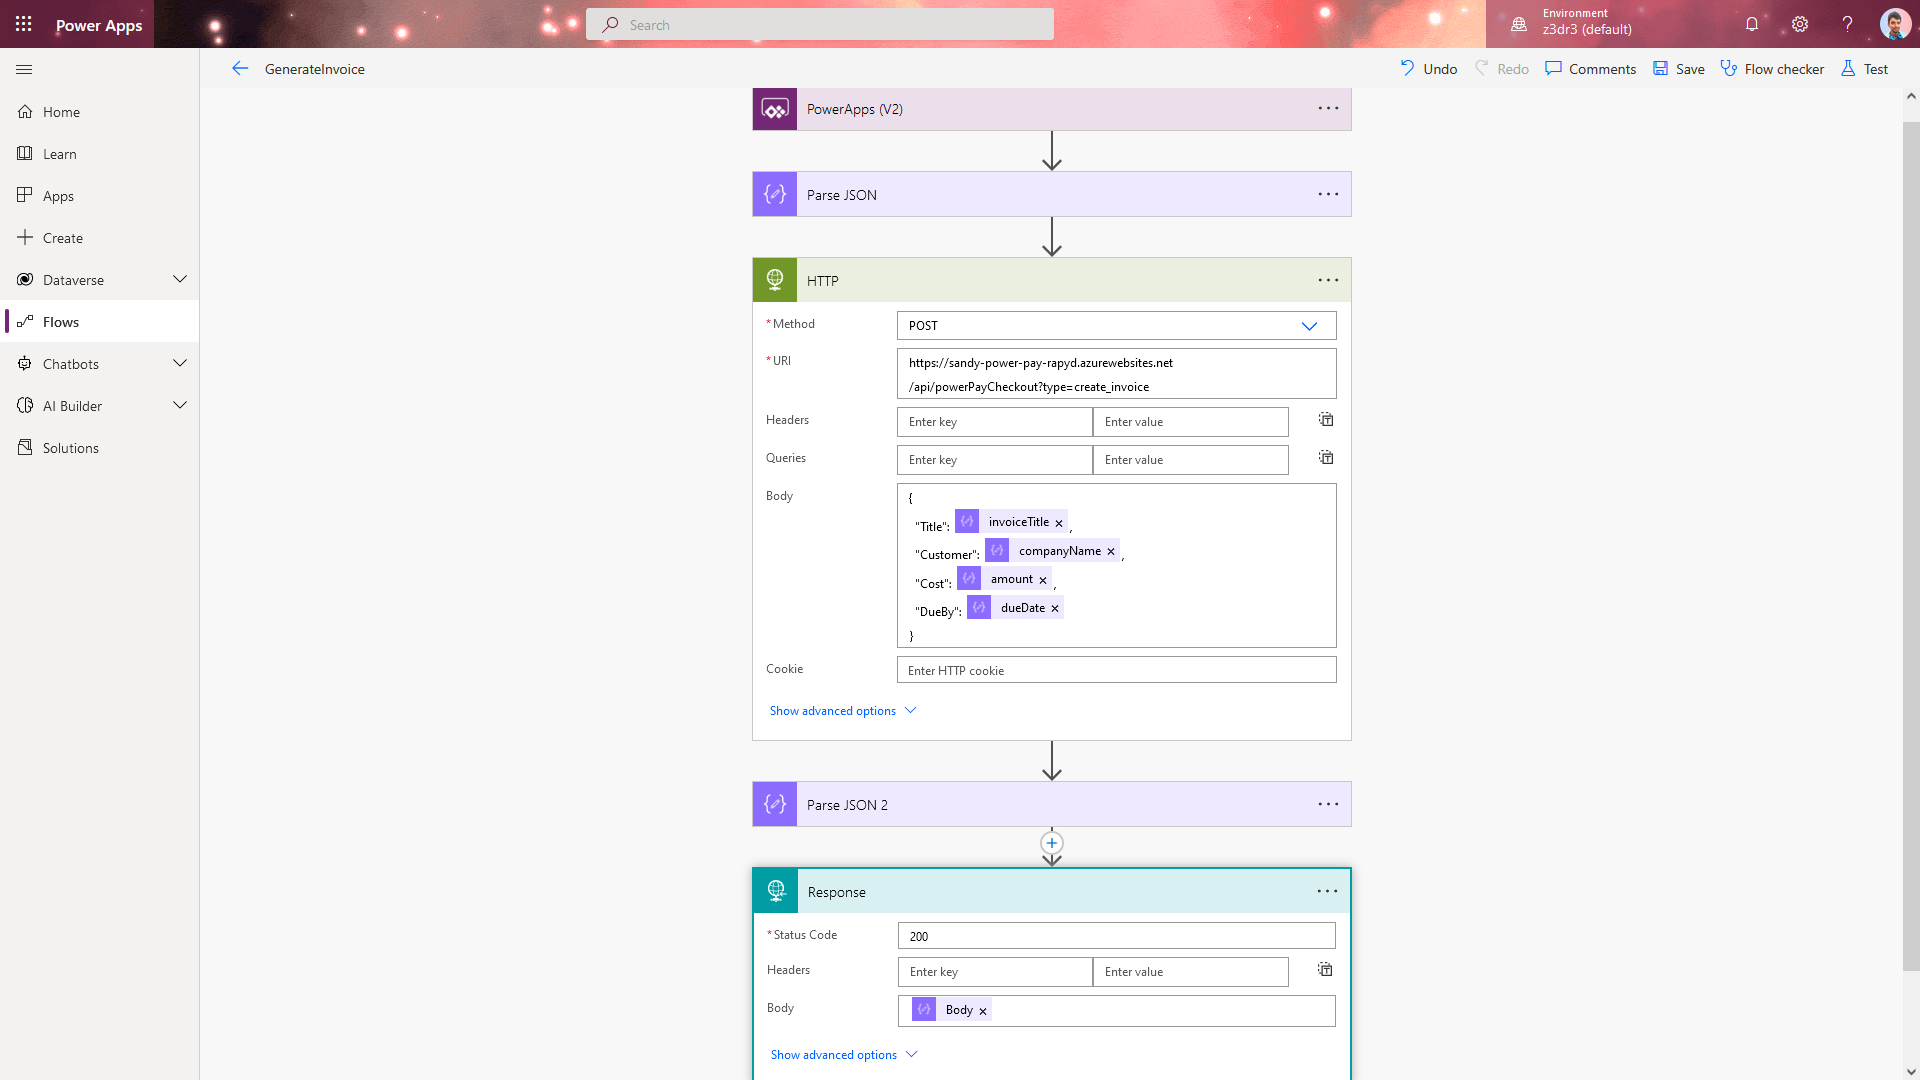 Power Apps
Search
Environment
z3dr3 (default)
?
GenerateInvoice
Undo
Redo
Comments
Save
Flow checker
Test
Home
Learn
Apps
Create
Dataverse
Flows
Chatbots
AI Builder
Solutions
PowerApps (V2)
Parse JSON
HTTP
* Method
POST
* URI
https://sandy-power-pay-rapyd.azurewebsites.net
/api/powerPayCheckout?type=create_invoice
Headers
Enter key
Enter value
Queries
Enter key
Enter value
Body
{
"Title": invoiceTitle ,
"Customer": companyName ,
"Cost": amount ,
"DueBy": dueDate
}
Cookie
Enter HTTP cookie
Show advanced options
Parse JSON 2
Response
* Status Code
200
Headers
Enter key
Enter value
Body
Body
Show advanced options